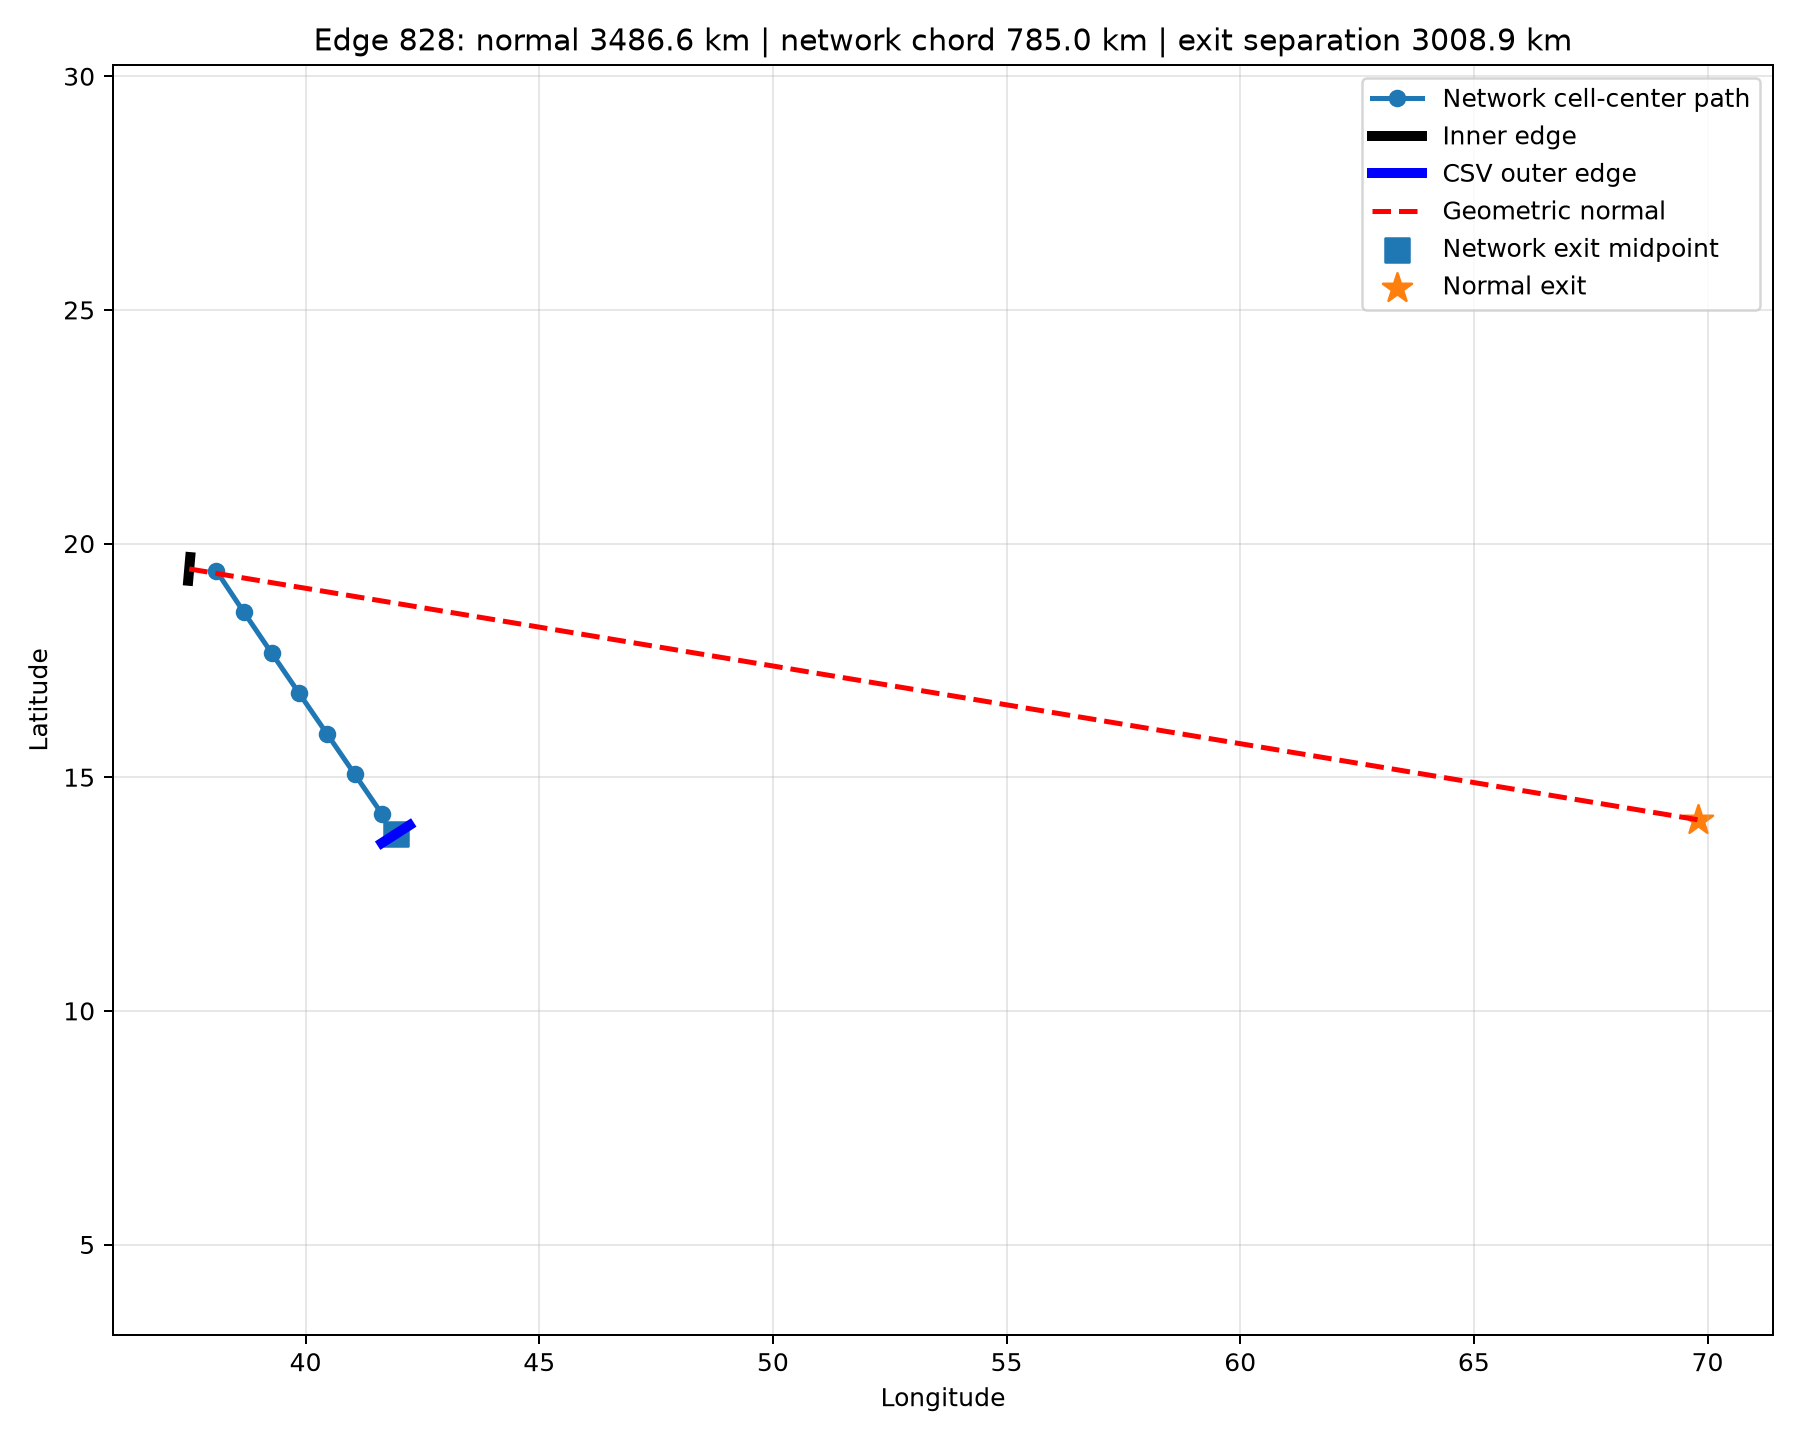 Edge 828: normal 3486.6 km | network chord 785.0 km | exit separation 3008.9 km
Network cell-center path
Inner edge
CSV outer edge
Geometric normal
Network exit midpoint
Normal exit
30
25
20
15
10
5
Latitude
40 45 50 55 60 65 70
Longitude